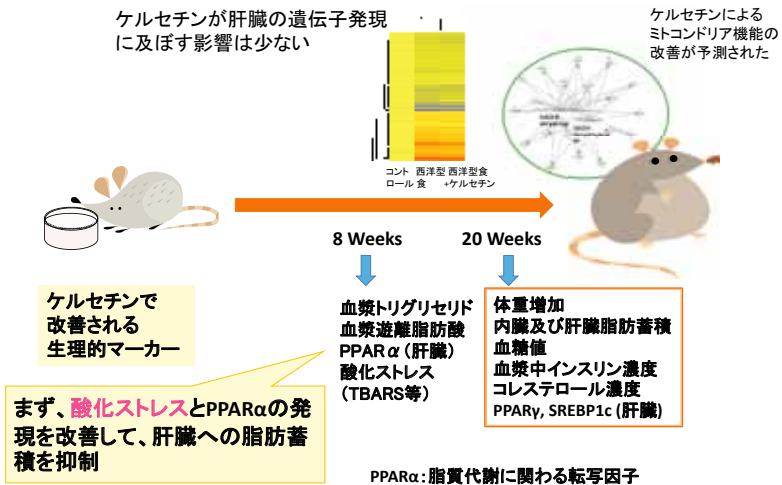 ケルセチンが肝臓の遺伝子発現
に及ぼす影響は少ない
ケルセチンによる
ミトコンドリア機能の
改善が予測された
コント 西洋型 西洋型食
ロール 食 +ケルセチン
8 Weeks
20 Weeks
ケルセチンで
改善される
生理的マーカー
血漿トリグリセリド
血漿遊離脂肪酸
PPARα(肝臓)
酸化ストレス
(TBARS等)
体重増加
内臓及び肝臓脂肪蓄積
血糖値
血漿中インスリン濃度
コレステロール濃度
PPARγ, SREBP1c (肝臓)
まず、酸化ストレスとPPARαの発
現を改善して、肝臓への脂肪蓄
積を抑制
PPARα:脂質代謝に関わる転写因子